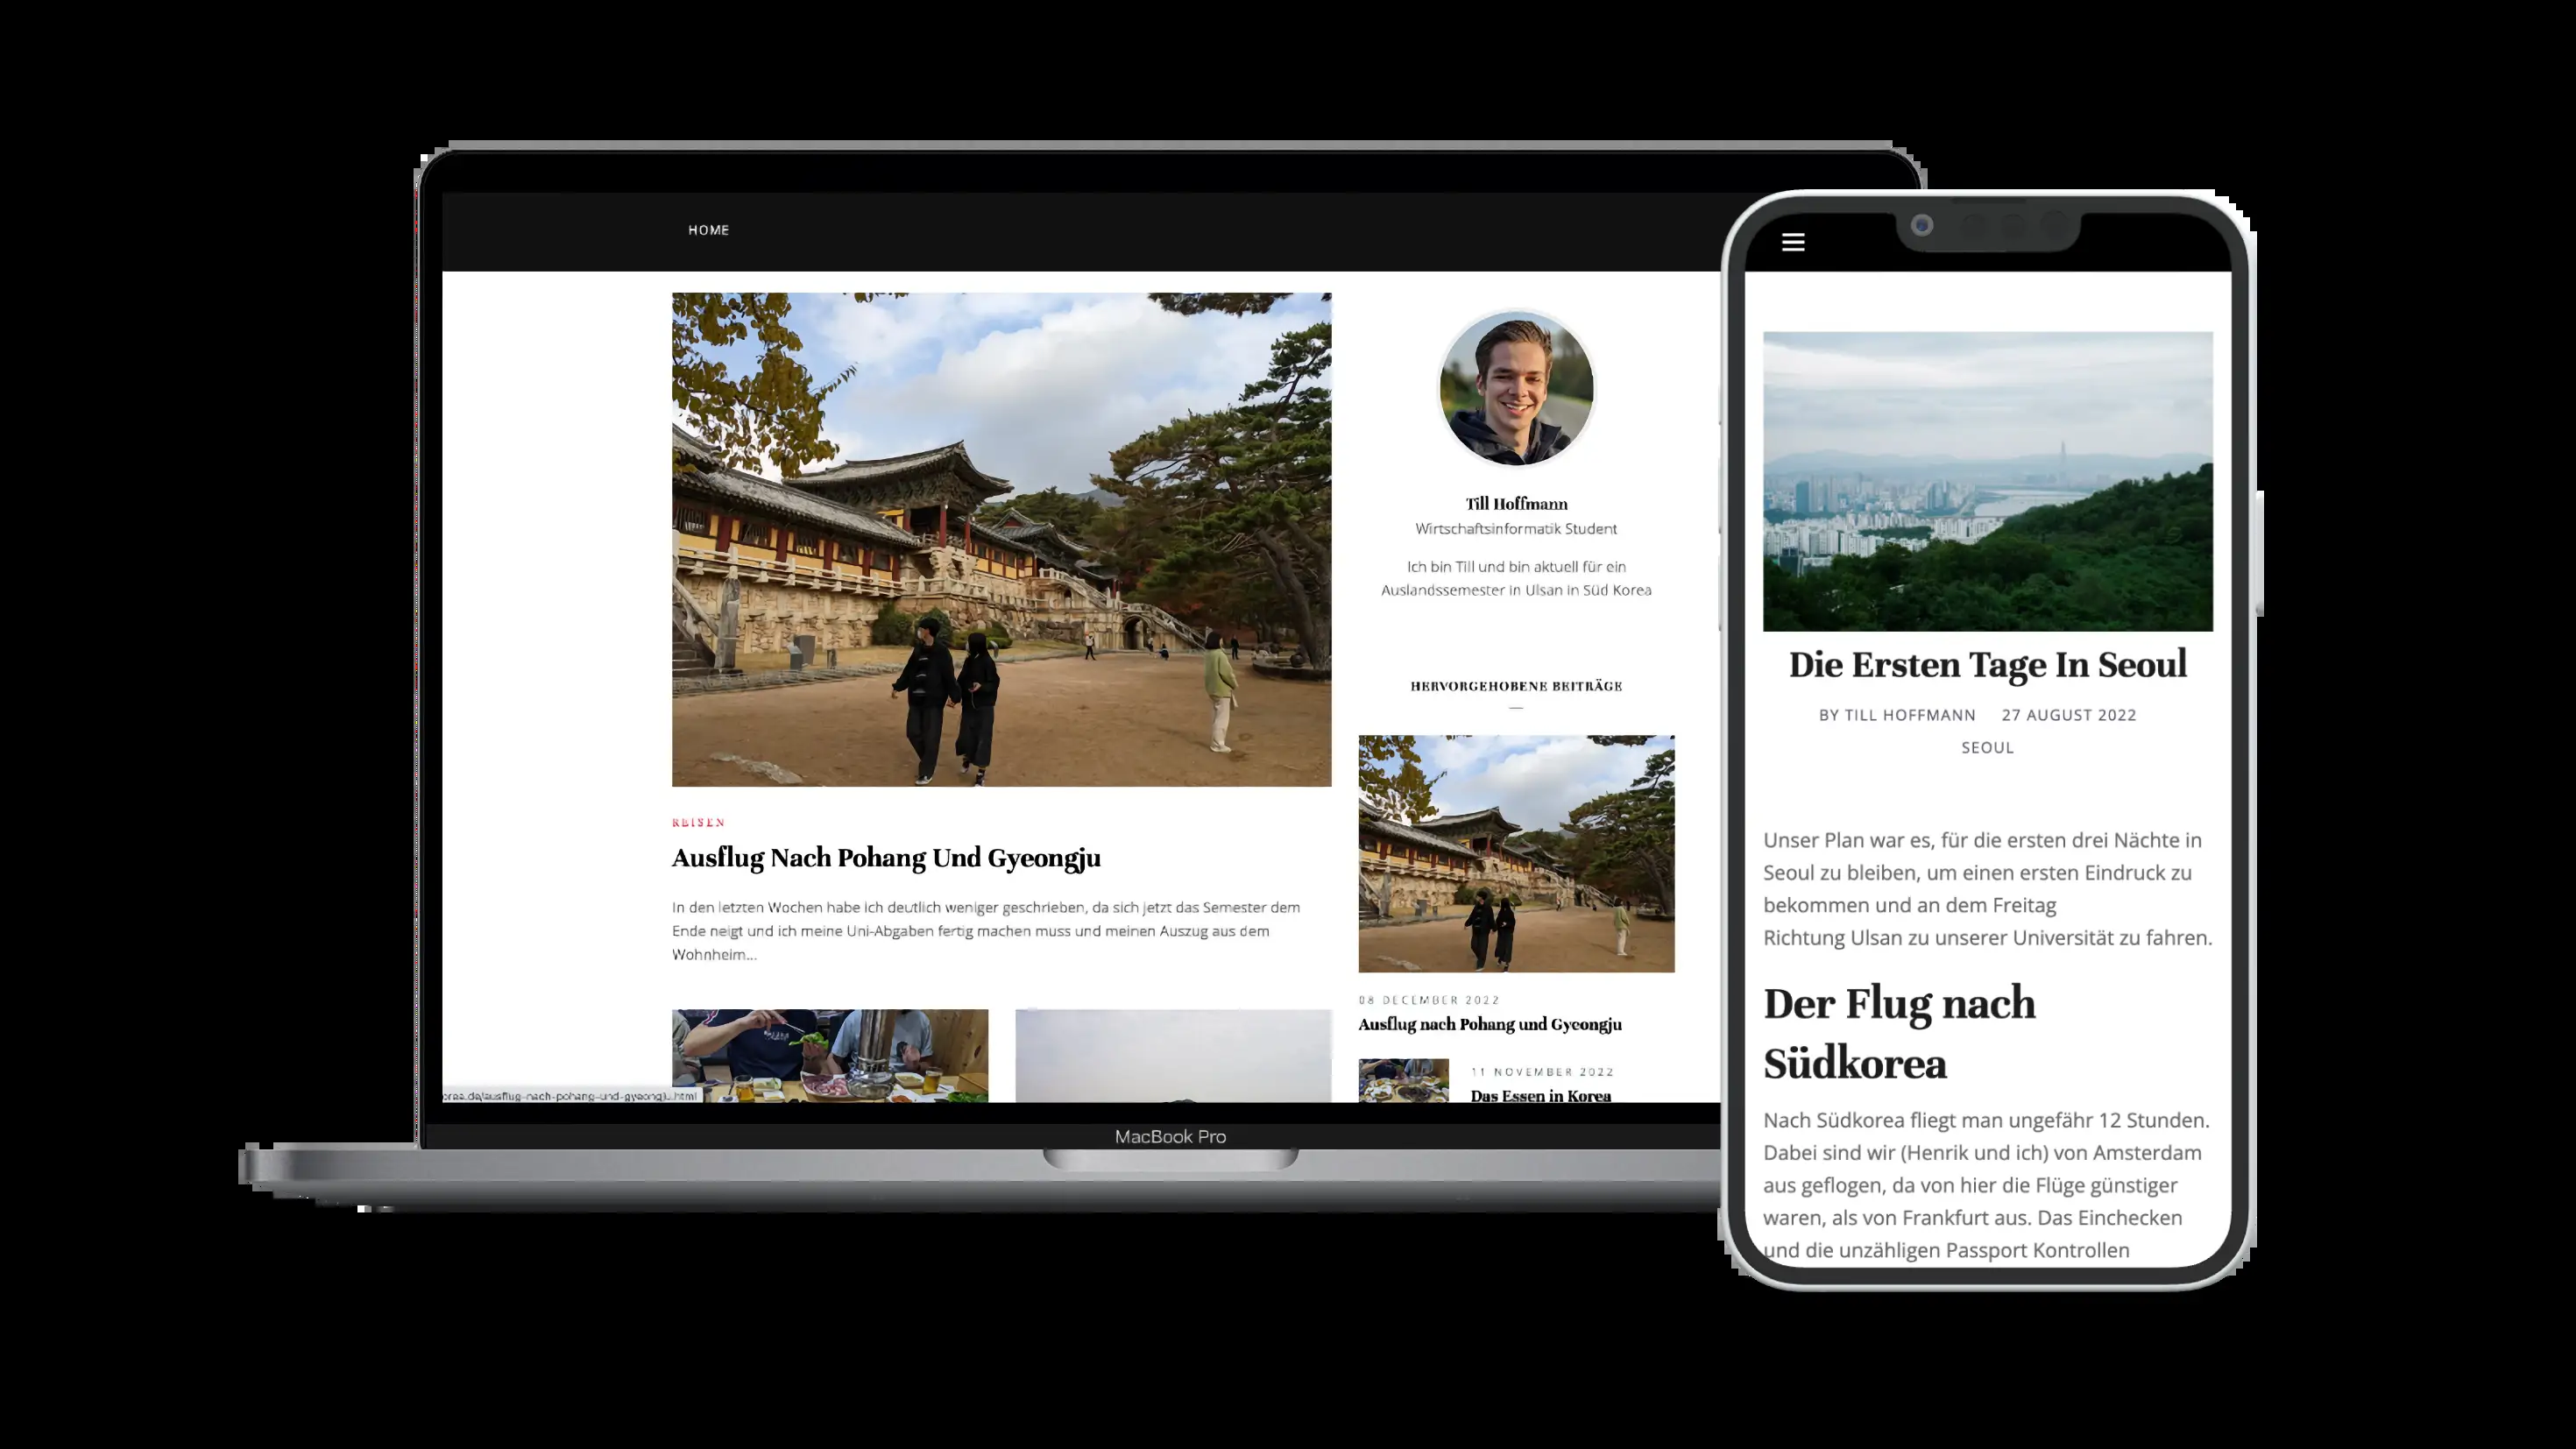 HOME
Till Hoffmann
Wirtschaftsinformatik Student
Ich bin Till und bin aktuell für ein
Auslandssemester in Ulsan in Süd Korea
HERVORGEHOBENE BEITRÄGE
REISEN
Ausflug Nach Pohang Und Gyeongju
In den letzten Wochen habe ich deutlich weniger geschrieben, da sich jetzt das Semester dem
Ende neigt und ich meine Uni-Abgaben fertig machen muss und meinen Auszug aus dem
Wohnheim...
08 DECEMBER 2022
Ausflug nach Pohang und Gyeongju
11 NOVEMBER 2022
Das Essen in Korea
orea.de/ausflug-nach-pohang-und-gyeongju.html
MacBook Pro
Die Ersten Tage In Seoul
BY TILL HOFFMANN 27 AUGUST 2022
SEOUL
Unser Plan war es, für die ersten drei Nächte in
Seoul zu bleiben, um einen ersten Eindruck zu
bekommen und an dem Freitag
Richtung Ulsan zu unserer Universität zu fahren.
Der Flug nach
Südkorea
Nach Südkorea fliegt man ungefähr 12 Stunden.
Dabei sind wir (Henrik und ich) von Amsterdam
aus geflogen, da von hier die Flüge günstiger
waren, als von Frankfurt aus. Das Einchecken
und die unzähligen Passport Kontrollen